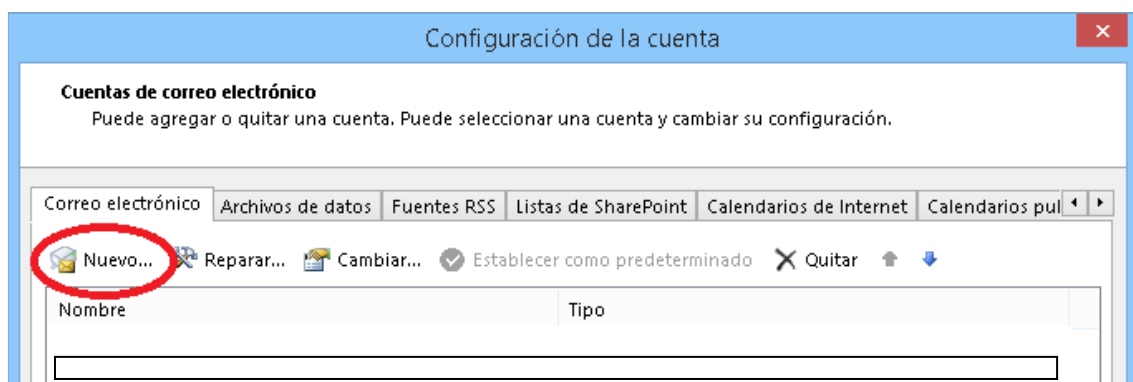 Configuración de la cuenta
Cuentas de correo electrónico
Puede agregar o quitar una cuenta. Puede seleccionar una cuenta y cambiar su configuración.
Correo electrónico Archivos de datos Fuentes RSS Listas de SharePoint Calendarios de Internet Calendarios pul
Nuevo... Reparar... Cambiar... Establecer como predeterminado Quitar
Nombre Tipo